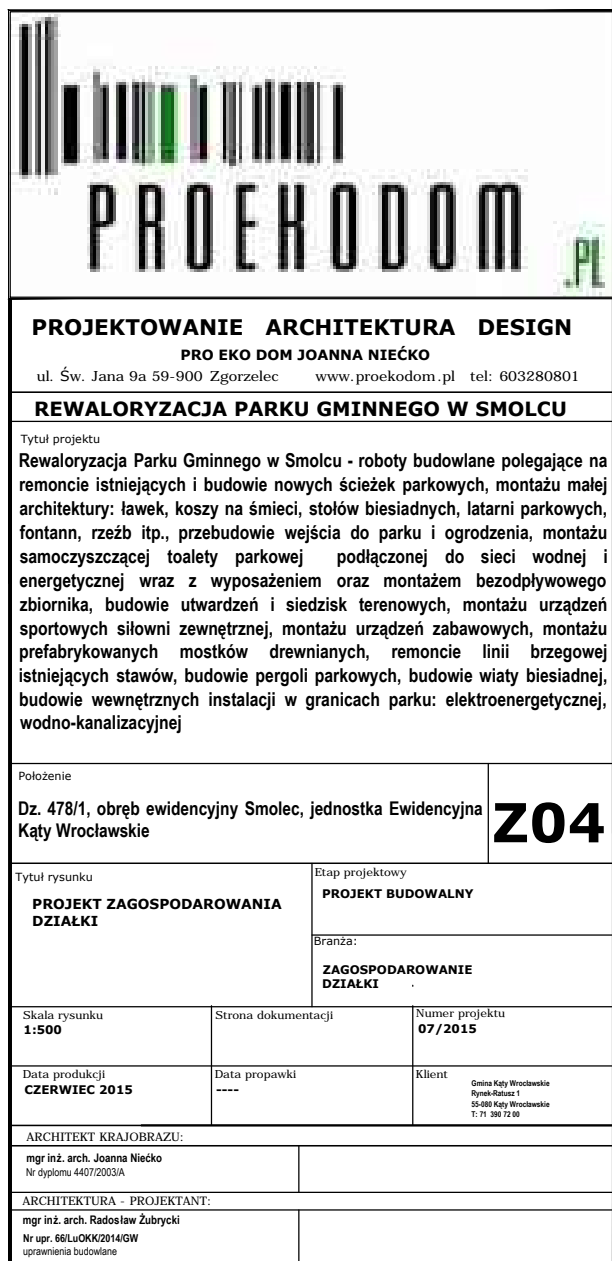 PROEKODOM .PL
PROJEKTOWANIE ARCHITEKTURA DESIGN
PRO EKO DOM JOANNA NIEĆKO
ul. Św. Jana 9a 59-900 Zgorzelec www.proekodom.pl tel: 603280801
REWALORYZACJA PARKU GMINNEGO W SMOLCU
Tytuł projektu
Rewaloryzacja Parku Gminnego w Smolcu - roboty budowlane polegające na
remoncie istniejących i budowie nowych ścieżek parkowych, montażu małej
architektury: ławek, koszy na śmieci, stołów biesiadnych, latarni parkowych,
fontann, rzeźb itp., przebudowie wejścia do parku i ogrodzenia, montażu
samoczyszczącej toalety parkowej podłączonej do sieci wodnej i
energetycznej wraz z wyposażeniem oraz montażem bezodpływowego
zbiornika, budowie utwardzeń i siedzisk terenowych, montażu urządzeń
sportowych siłowni zewnętrznej, montażu urządzeń zabawowych, montażu
prefabrykowanych mostków drewnianych, remoncie linii brzegowej
istniejących stawów, budowie pergoli parkowych, budowie wiaty biesiadnej,
budowie wewnętrznych instalacji w granicach parku: elektroenergetycznej,
wodno-kanalizacyjnej
Położenie
Dz. 478/1, obręb ewidencyjny Smolec, jednostka Ewidencyjna
Kąty Wrocławskie
Z04
Tytuł rysunku
PROJEKT ZAGOSPODAROWANIA
DZIAŁKI
Etap projektowy
PROJEKT BUDOWALNY
Branża:
ZAGOSPODAROWANIE
DZIAŁKI
Skala rysunku
1:500
Strona dokumentacji
Numer projektu
07/2015
Data produkcji
CZERWIEC 2015
Data propawki
----
Klient
Gmina Kąty Wrocławskie
Rynek-Ratusz 1
55-080 Kąty Wrocławskie
T: 71 390 72 00
ARCHITEKT KRAJOBRAZU:
mgr inż. arch. Joanna Niećko
Nr dyplomu 4407/2003/A
ARCHITEKTURA - PROJEKTANT:
mgr inż. arch. Radosław Żubrycki
Nr upr. 66/LuOKK/2014/GW
uprawnienia budowlane